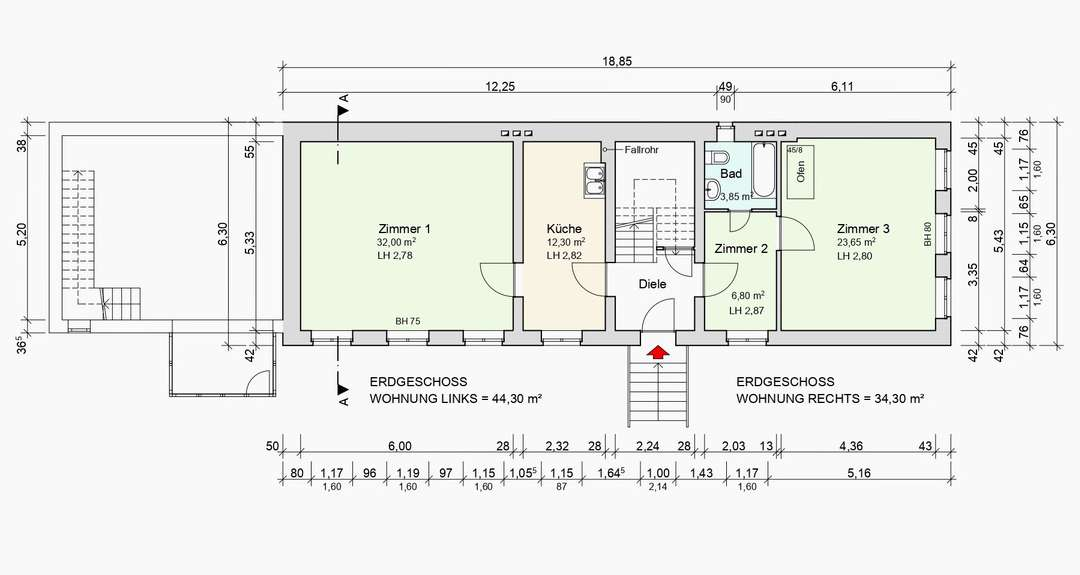 18,85
12,25
49
6,11
90
A
38
5,20
36⁵
6,30
55
5,33
42
Fallrohr
45/8
Ofen
Bad
3,85 m²
Zimmer 1
32,00 m²
LH 2,78
Küche
12,30 m²
LH 2,82
Zimmer 2
6,80 m²
LH 2,87
Zimmer 3
23,65 m²
LH 2,80
BH 80
Diele
BH 75
45
2,00
8
3,35
42
45
5,43
42
76
1,17
65
1,15
64
1,17
76
1,60
1,60
1,60
6,30
A
ERDGESCHOSS
WOHNUNG LINKS = 44,30 m²
ERDGESCHOSS
WOHNUNG RECHTS = 34,30 m²
50
6,00
28
2,32
28
2,24
28
2,03
13
4,36
43
80
1,17
96
1,19
97
1,15
1,05⁵
1,15
1,64⁵
1,00
1,43
1,17
5,16
1,60
1,60
1,60
87
2,14
1,60